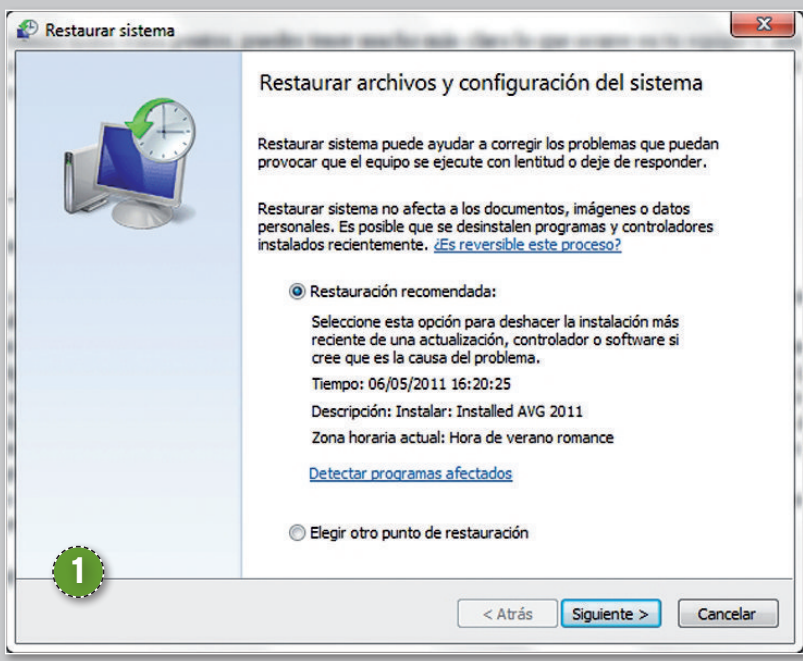 Restaurar sistema
Restaurar archivos y configuración del sistema
Restaurar sistema puede ayudar a corregir los problemas que puedan
provocar que el equipo se ejecute con lentitud o deje de responder.
Restaurar sistema no afecta a los documentos, imágenes o datos
personales. Es posible que se desinstalen programas y controladores
instalados recientemente. ¿Es reversible este proceso?
Restauración recomendada:
Seleccione esta opción para deshacer la instalación más
reciente de una actualización, controlador o software si
cree que es la causa del problema.
Tiempo: 06/05/2011 16:20:25
Descripción: Instalar: Installed AVG 2011
Zona horaria actual: Hora de verano romance
Detectar programas afectados
Elegir otro punto de restauración
1
< Atrás Siguiente > Cancelar